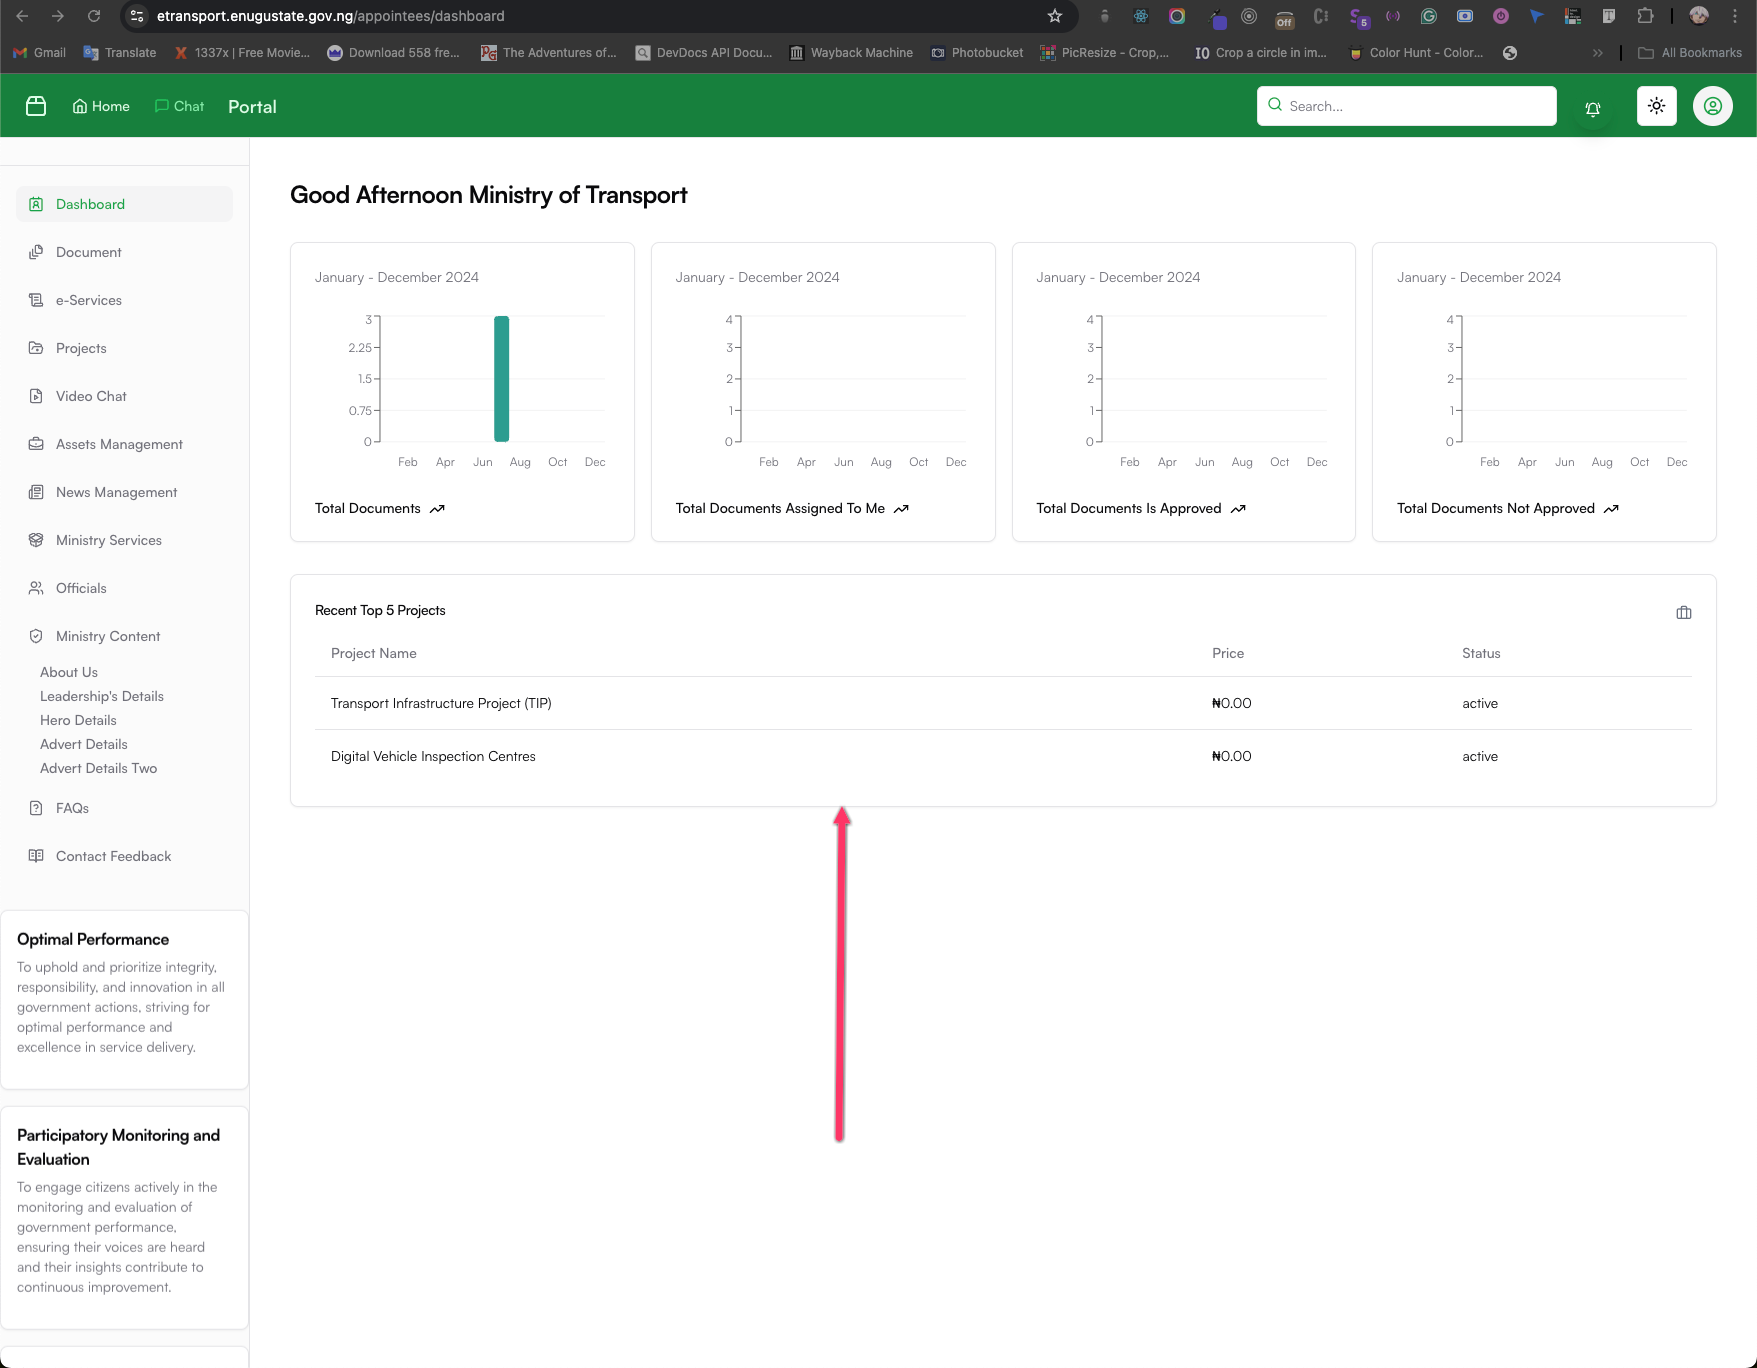 etransport.enugustate.gov.ng/appointees/dashboard
Off
5
Gmail
Translate
1337x | Free Movie...
Download 558 fre...
The Adventures of...
DevDocs API Docu...
Wayback Machine
Photobucket
PicResize - Crop,...
Crop a circle in im...
Color Hunt - Color...
All Bookmarks
Home
Chat
Portal
Search...
Dashboard
Document
e-Services
Projects
Video Chat
Assets Management
News Management
Ministry Services
Officials
Ministry Content
About Us
Leadership's Details
Hero Details
Advert Details
Advert Details Two
FAQs
Contact Feedback
Optimal Performance
To uphold and prioritize integrity,
responsibility, and innovation in all
government actions, striving for
optimal performance and
excellence in service delivery.
Participatory Monitoring and
Evaluation
To engage citizens actively in the
monitoring and evaluation of
government performance,
ensuring their voices are heard
and their insights contribute to
continuous improvement.
Good Afternoon Ministry of Transport
January - December 2024
3
2.25
1.5
0.75
0
Feb Apr Jun Aug Oct Dec
Total Documents
January - December 2024
4
3
2
1
0
Feb Apr Jun Aug Oct Dec
Total Documents Assigned To Me
January - December 2024
4
3
2
1
0
Feb Apr Jun Aug Oct Dec
Total Documents Is Approved
January - December 2024
4
3
2
1
0
Feb Apr Jun Aug Oct Dec
Total Documents Not Approved
Recent Top 5 Projects
Project Name Price Status
Transport Infrastructure Project (TIP) ₦0.00 active
Digital Vehicle Inspection Centres ₦0.00 active